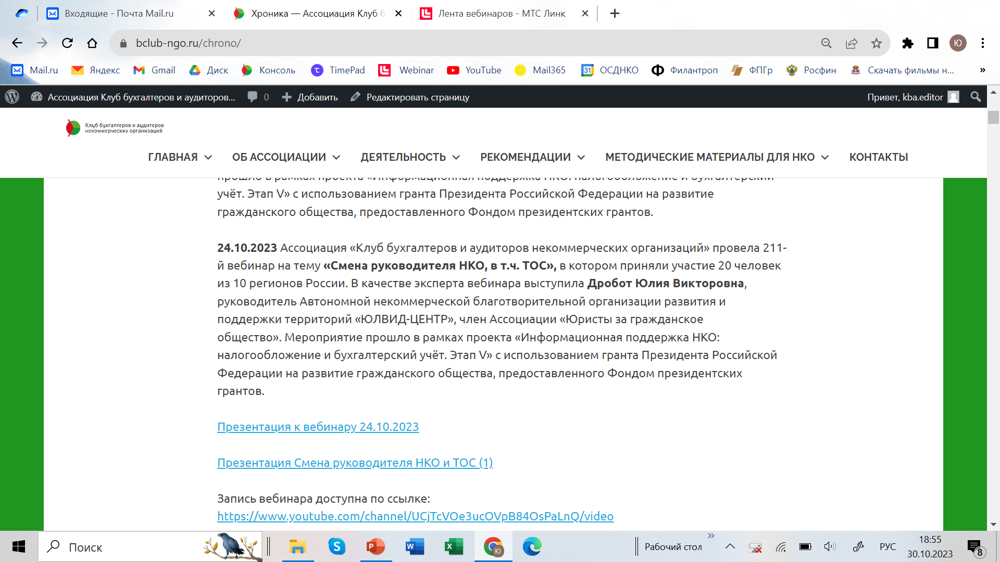 Входящие - Почта Mail.ru
Хроника — Ассоциация Клуб б
Лента вебинаров - МТС Линк
bclub-ngo.ru/chrono/
Ю
Mail.ru
Яндекс
Gmail
Диск
Консоль
TimePad
Webinar
YouTube
Mail365
31
ОСДНКО
Филантроп
ФПГр
Росфин
Скачать фильмы н...
»
Ассоциация Клуб бухгалтеров и аудиторов...
0
Добавить
Редактировать страницу
Привет, kba.editor
Клуб бухгалтеров и аудиторов
некоммерческих организаций
ГЛАВНАЯ
ОБ АССОЦИАЦИИ
ДЕЯТЕЛЬНОСТЬ
РЕКОМЕНДАЦИИ
МЕТОДИЧЕСКИЕ МАТЕРИАЛЫ ДЛЯ НКО
КОНТАКТЫ
прошло в рамках проекта «Информационная поддержка НКО: налогообложение и бухгалтерский
учёт. Этап V» с использованием гранта Президента Российской Федерации на развитие
гражданского общества, предоставленного Фондом президентских грантов.
24.10.2023 Ассоциация «Клуб бухгалтеров и аудиторов некоммерческих организаций» провела 211-
й вебинар на тему «Смена руководителя НКО, в т.ч. ТОС», в котором приняли участие 20 человек
из 10 регионов России. В качестве эксперта вебинара выступила Дробот Юлия Викторовна,
руководитель Автономной некоммерческой благотворительной организации развития и
поддержки территорий «ЮЛВИД-ЦЕНТР», член Ассоциации «Юристы за гражданское
общество». Мероприятие прошло в рамках проекта «Информационная поддержка НКО:
налогообложение и бухгалтерский учёт. Этап V» с использованием гранта Президента Российской
Федерации на развитие гражданского общества, предоставленного Фондом президентских
грантов.
Презентация к вебинару 24.10.2023
Презентация Смена руководителя НКО и ТОС (1)
Запись вебинара доступна по ссылке:
https://www.youtube.com/channel/UCjTcVOe3ucOVpB84OsPaLnQ/video
Поиск
Рабочий стол
»
РУС
18:55
30.10.2023
8